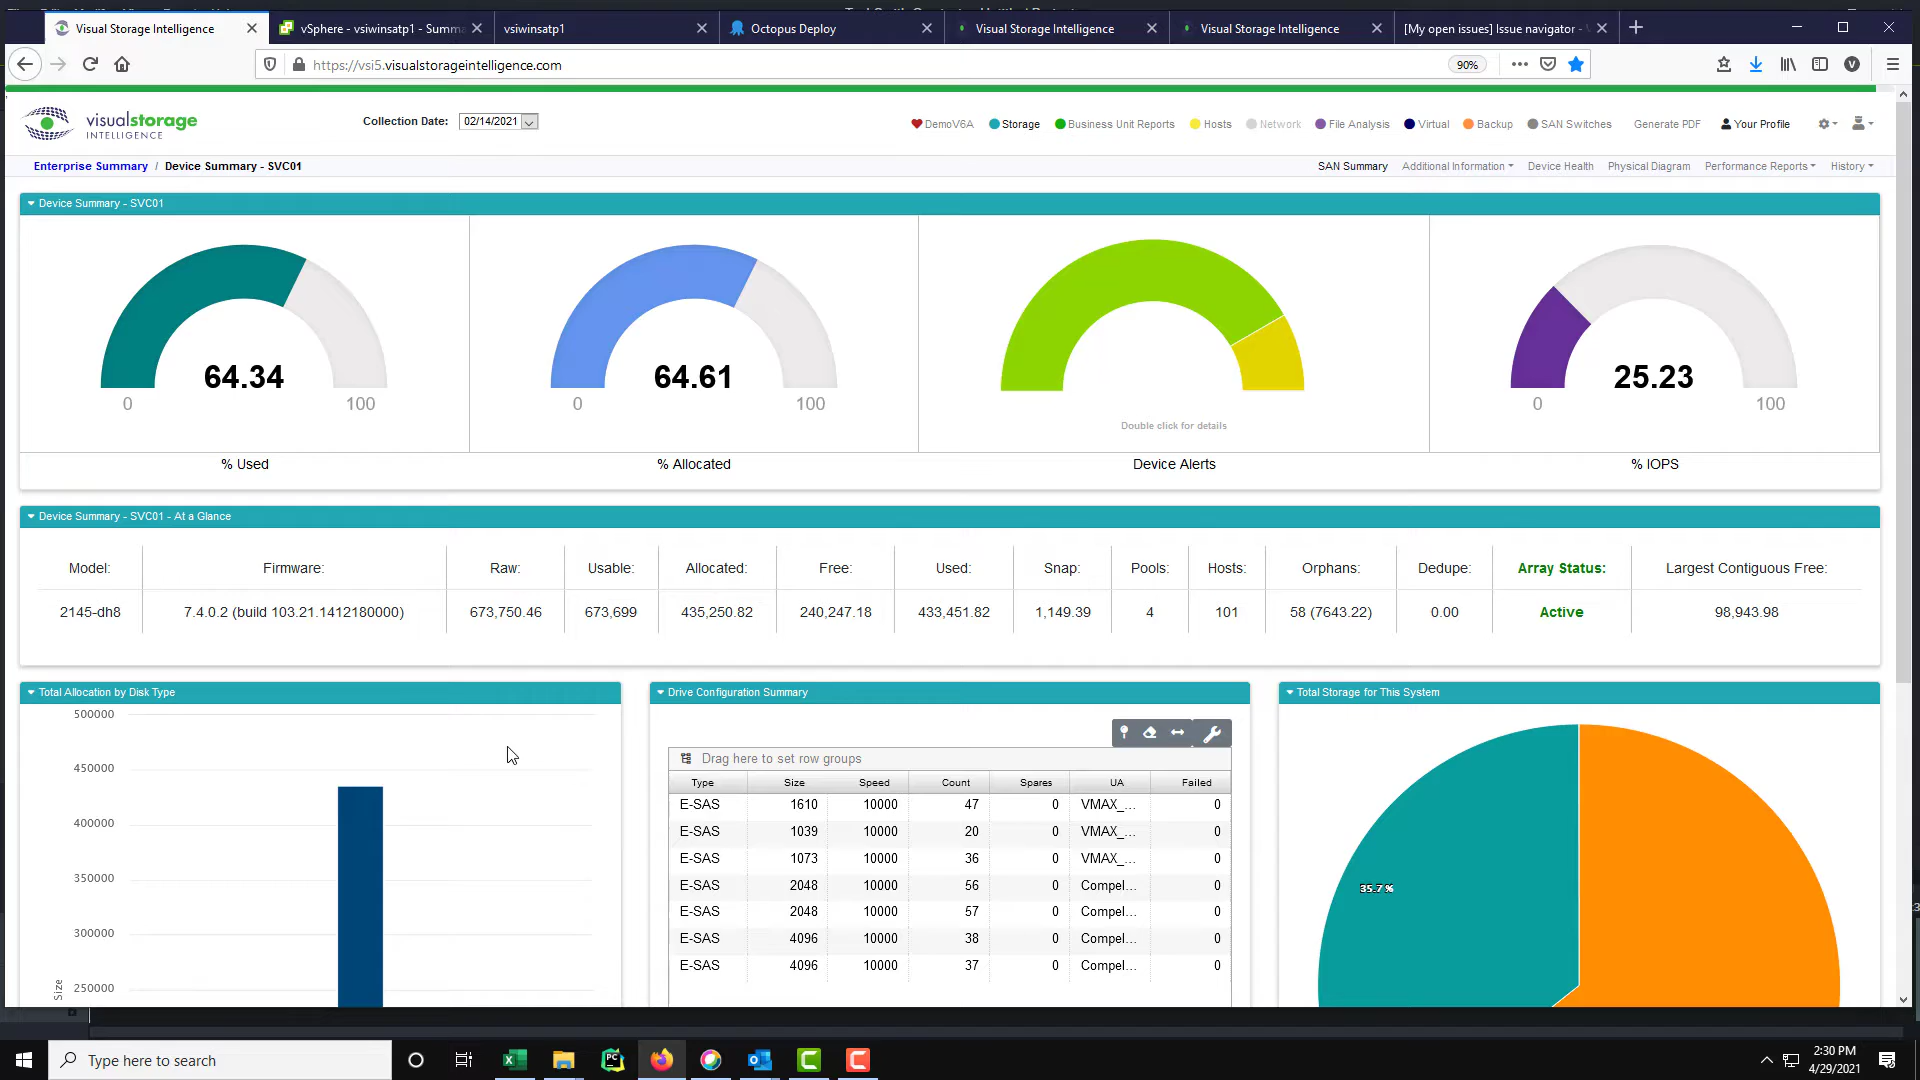 Visual Storage Intelligence
vSphere - vsiwinsatp1 - Summa
vsiwinsatp1
Octopus Deploy
Visual Storage Intelligence
Visual Storage Intelligence
[My open issues] Issue navigator -
https://vsi5.visualstorageintelligence.com
90%
visualstorage
INTELLIGENCE
Collection Date: 02/14/2021
DemoV6A
Storage
Business Unit Reports
Hosts
Network
File Analysis
Virtual
Backup
SAN Switches
Generate PDF
Your Profile
Enterprise Summary / Device Summary - SVC01
SAN Summary
Additional Information
Device Health
Physical Diagram
Performance Reports
History
Device Summary - SVC01
64.34
0 100
% Used
64.61
0 100
% Allocated
Double click for details
Device Alerts
25.23
0 100
% IOPS
Device Summary - SVC01 - At a Glance
Model: Firmware: Raw: Usable: Allocated: Free: Used: Snap: Pools: Hosts: Orphans: Dedupe: Array Status: Largest Contiguous Free:
2145-dh8 7.4.0.2 (build 103.21.1412180000) 673,750.46 673,699 435,250.82 240,247.18 433,451.82 1,149.39 4 101 58 (7643.22) 0.00 Active 98,943.98
Total Allocation by Disk Type
500000
450000
400000
350000
300000
250000
Size
Drive Configuration Summary
Drag here to set row groups
Type Size Speed Count Spares UA Failed
E-SAS 1610 10000 47 0 VMAX_... 0
E-SAS 1039 10000 20 0 VMAX_... 0
E-SAS 1073 10000 36 0 VMAX_... 0
E-SAS 2048 10000 56 0 Compel... 0
E-SAS 2048 10000 57 0 Compel... 0
E-SAS 4096 10000 38 0 Compel... 0
E-SAS 4096 10000 37 0 Compel... 0
Total Storage for This System
35.7 %
Type here to search
2:30 PM
4/29/2021